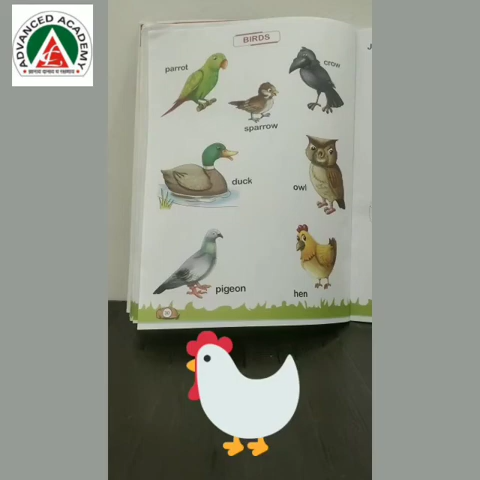 ADVANCED ACADEMY
BIRDS
parrot
crow
sparrow
duck
owl
pigeon
hen